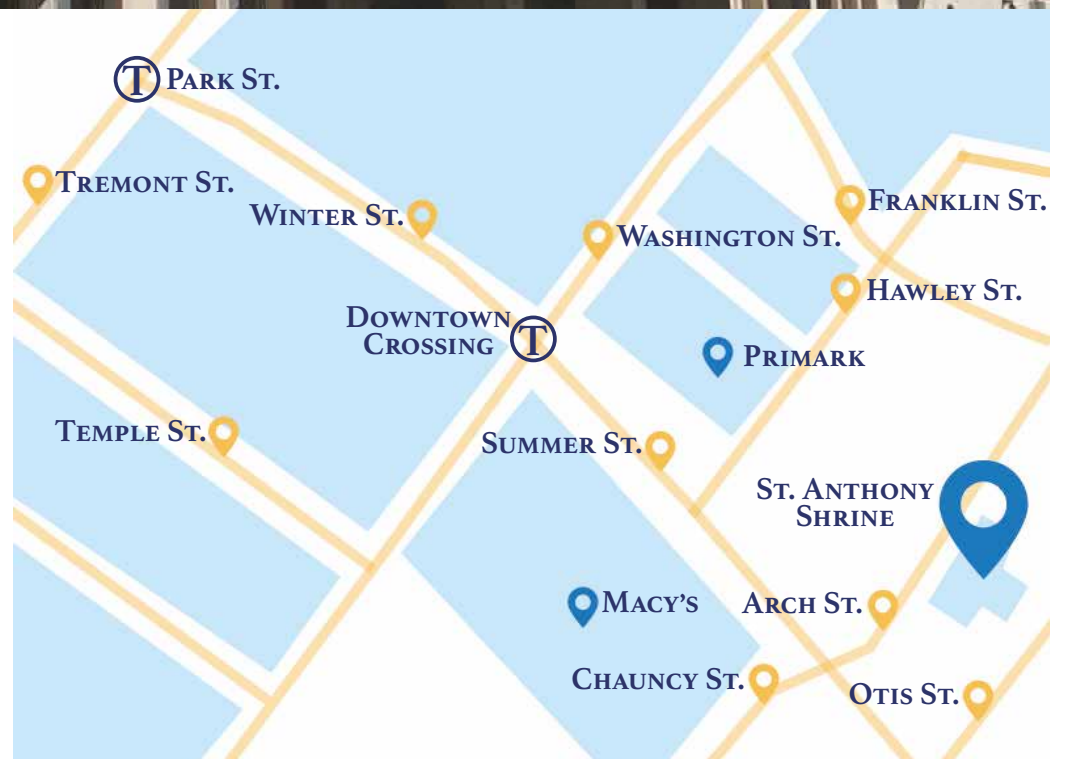 T PARK ST.
TREMONT ST.
WINTER ST.
FRANKLIN ST.
WASHINGTON ST.
HAWLEY ST.
DOWNTOWN
CROSSING
T
PRIMARK
TEMPLE ST.
SUMMER ST.
ST. ANTHONY
SHRINE
MACY'S
ARCH ST.
CHAUNCY ST.
OTIS ST.